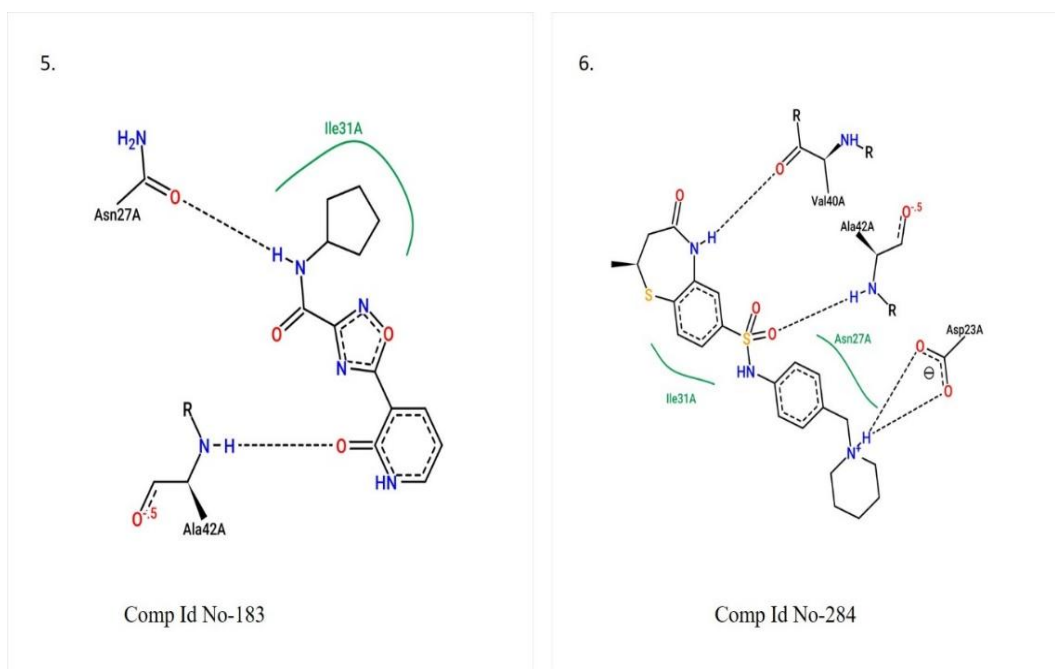 5.
Ile31A
H₂N
O
Asn27A
H
N
N
O
O
N
R
N
H
O
HN
O-.5
Ala42A
Comp Id No-183
6.
R
NH
R
O
Val40A
O
H
N
Ala42A
O-.5
S
H
N
R
O
S
O
Asn27A
Asp23A
O
⊖
O
Ile31A
HN
H
N+
Comp Id No-284